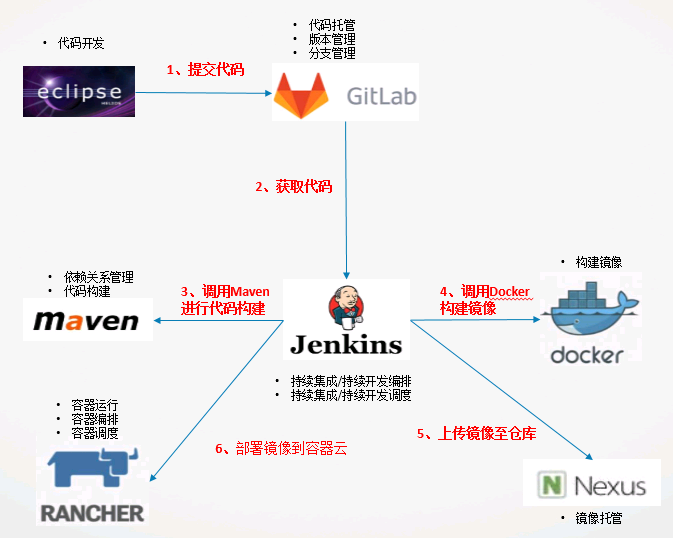 • 代码开发
eclipse
HELIOS
1、提交代码
• 代码托管
• 版本管理
• 分支管理
GitLab
2、获取代码
• 依赖关系管理
• 代码构建
maven
3、调用Maven
进行代码构建
Jenkins
• 持续集成/持续开发编排
• 持续集成/持续开发调度
4、调用Docker
构建镜像
• 构建镜像
docker
• 容器运行
• 容器编排
• 容器调度
RANCHER
6、部署镜像到容器云
5、上传镜像至仓库
N Nexus
• 镜像托管